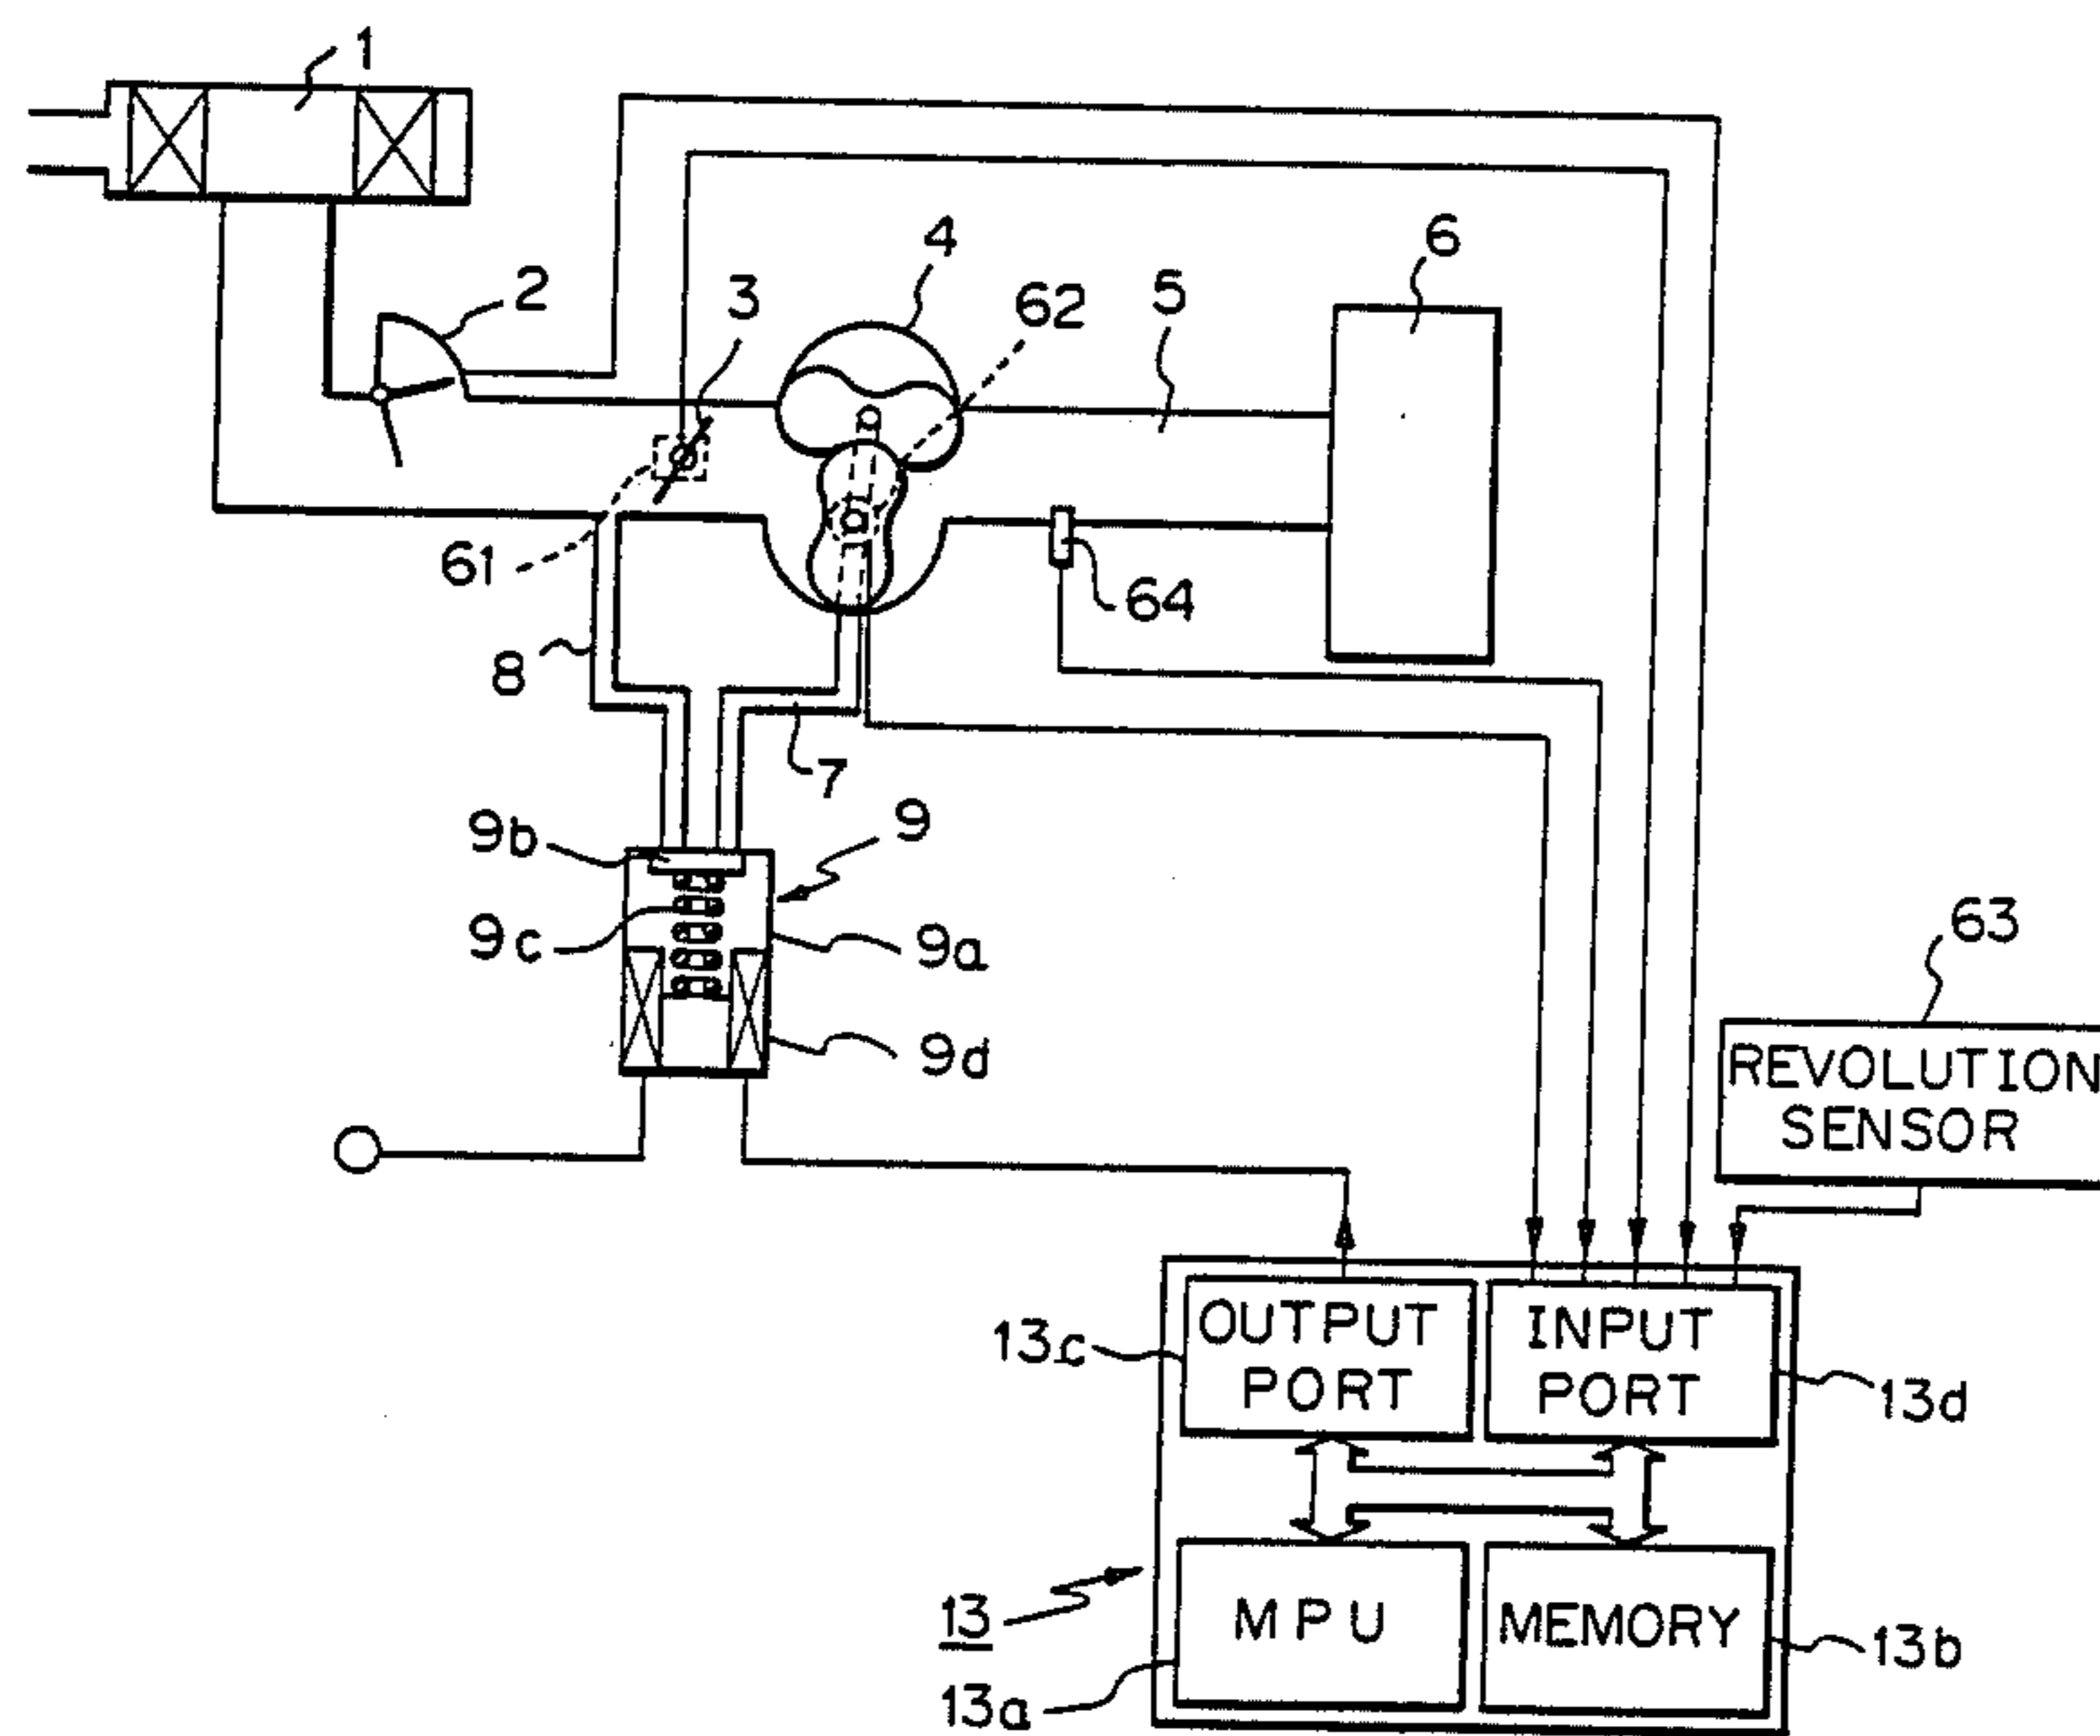 1
2
3
4
62
5
6
61
64
8
7
9b
9
9c
9a
9d
63
REVOLUTION
SENSOR
13c
OUTPUT
PORT
INPUT
PORT
13d
13
MPU
MEMORY
13b
13a